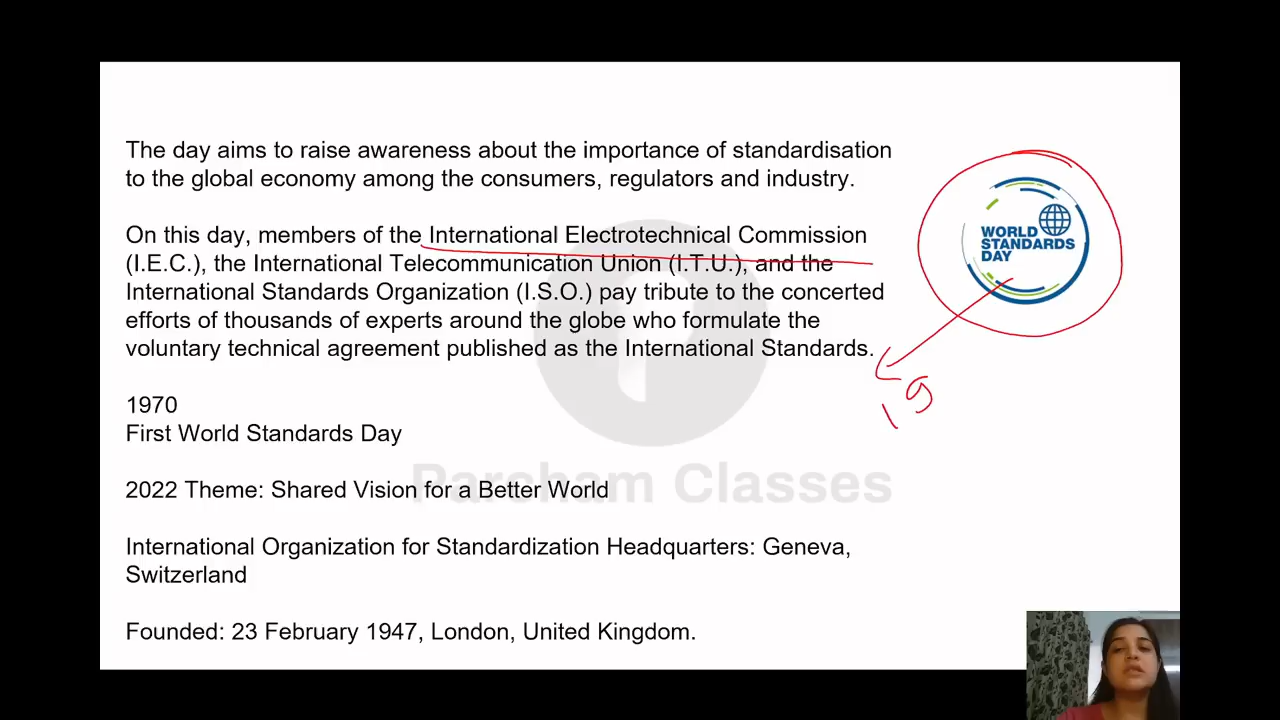 The day aims to raise awareness about the importance of standardisation
to the global economy among the consumers, regulators and industry.
On this day, members of the International Electrotechnical Commission
(I.E.C.), the International Telecommunication Union (I.T.U.), and the
International Standards Organization (I.S.O.) pay tribute to the concerted
efforts of thousands of experts around the globe who formulate the
voluntary technical agreement published as the International Standards.
WORLD
STANDARDS
DAY
19
1970
First World Standards Day
Parcham Classes
2022 Theme: Shared Vision for a Better World
International Organization for Standardization Headquarters: Geneva,
Switzerland
Founded: 23 February 1947, London, United Kingdom.